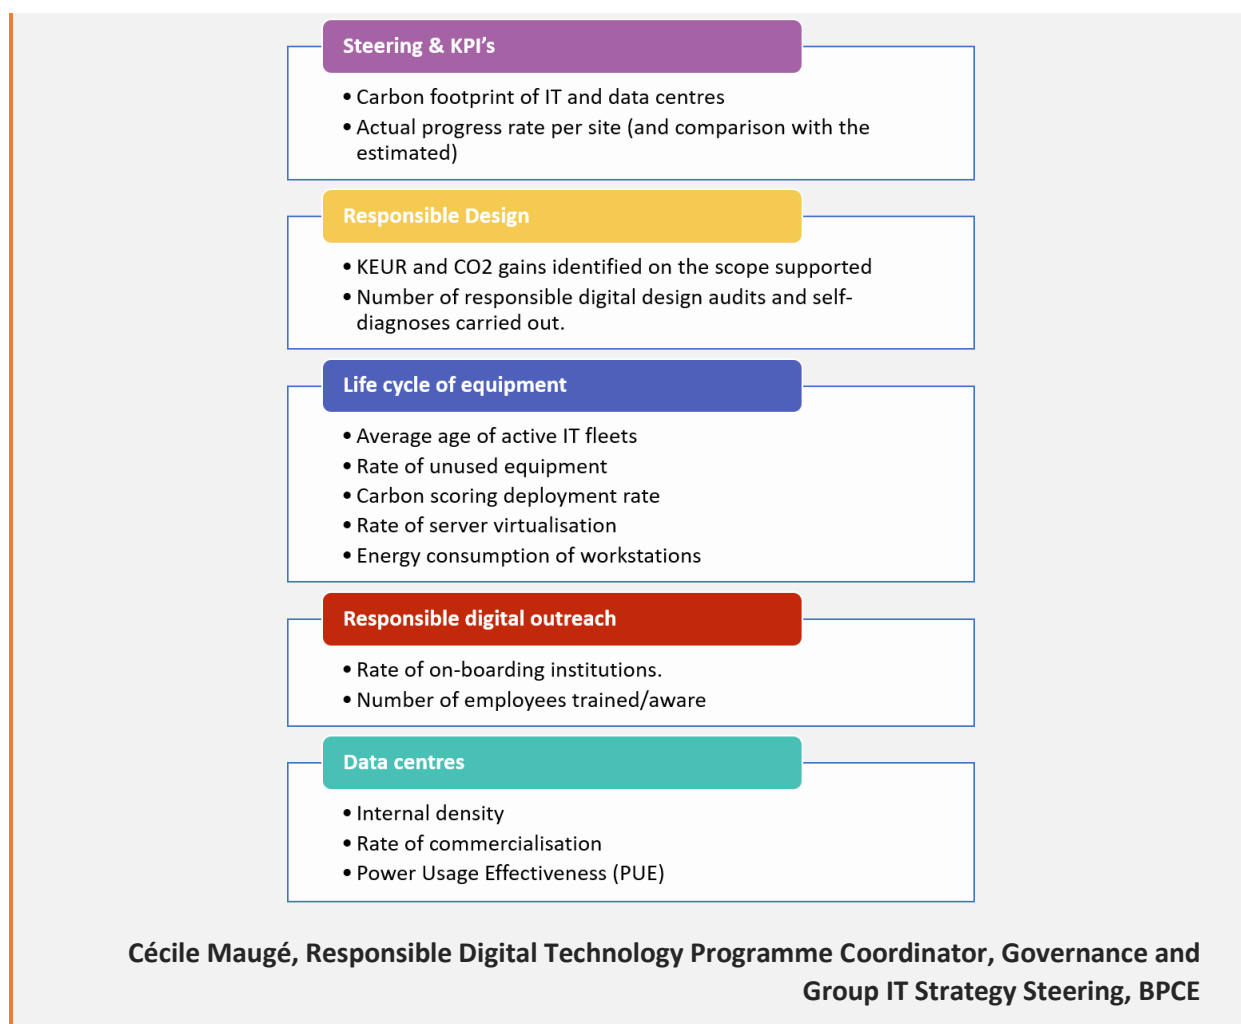 Steering & KPI's
• Carbon footprint of IT and data centres
• Actual progress rate per site (and comparison with the
estimated)
Responsible Design
• KEUR and CO2 gains identified on the scope supported
• Number of responsible digital design audits and self-
diagnoses carried out.
Life cycle of equipment
• Average age of active IT fleets
• Rate of unused equipment
• Carbon scoring deployment rate
• Rate of server virtualisation
• Energy consumption of workstations
Responsible digital outreach
• Rate of on-boarding institutions.
• Number of employees trained/aware
Data centres
• Internal density
• Rate of commercialisation
• Power Usage Effectiveness (PUE)
Cécile Maugé, Responsible Digital Technology Programme Coordinator, Governance and
Group IT Strategy Steering, BPCE